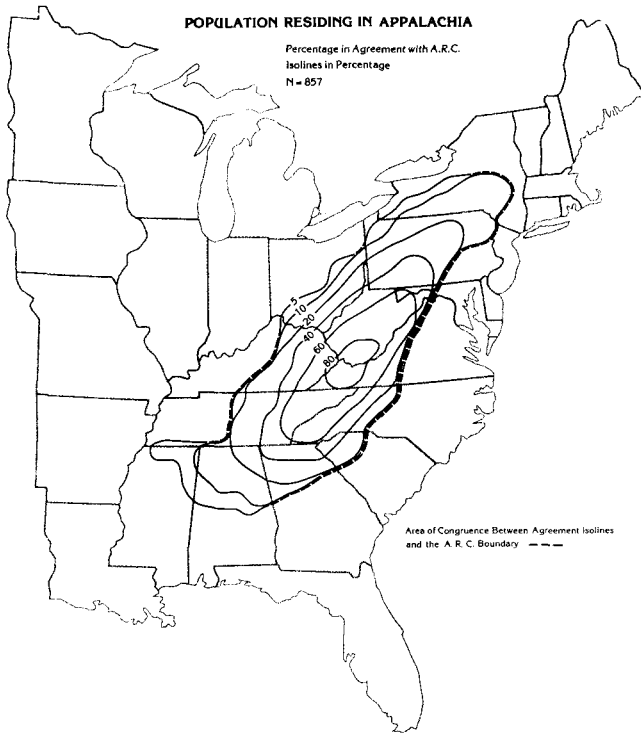 POPULATION RESIDING IN APPALACHIA
Percentage in Agreement with A.R.C.
Isolines in Percentage
N = 857
5
10
20
40
60
80
Area of Congruence Between Agreement Isolines
and the A. R. C. Boundary